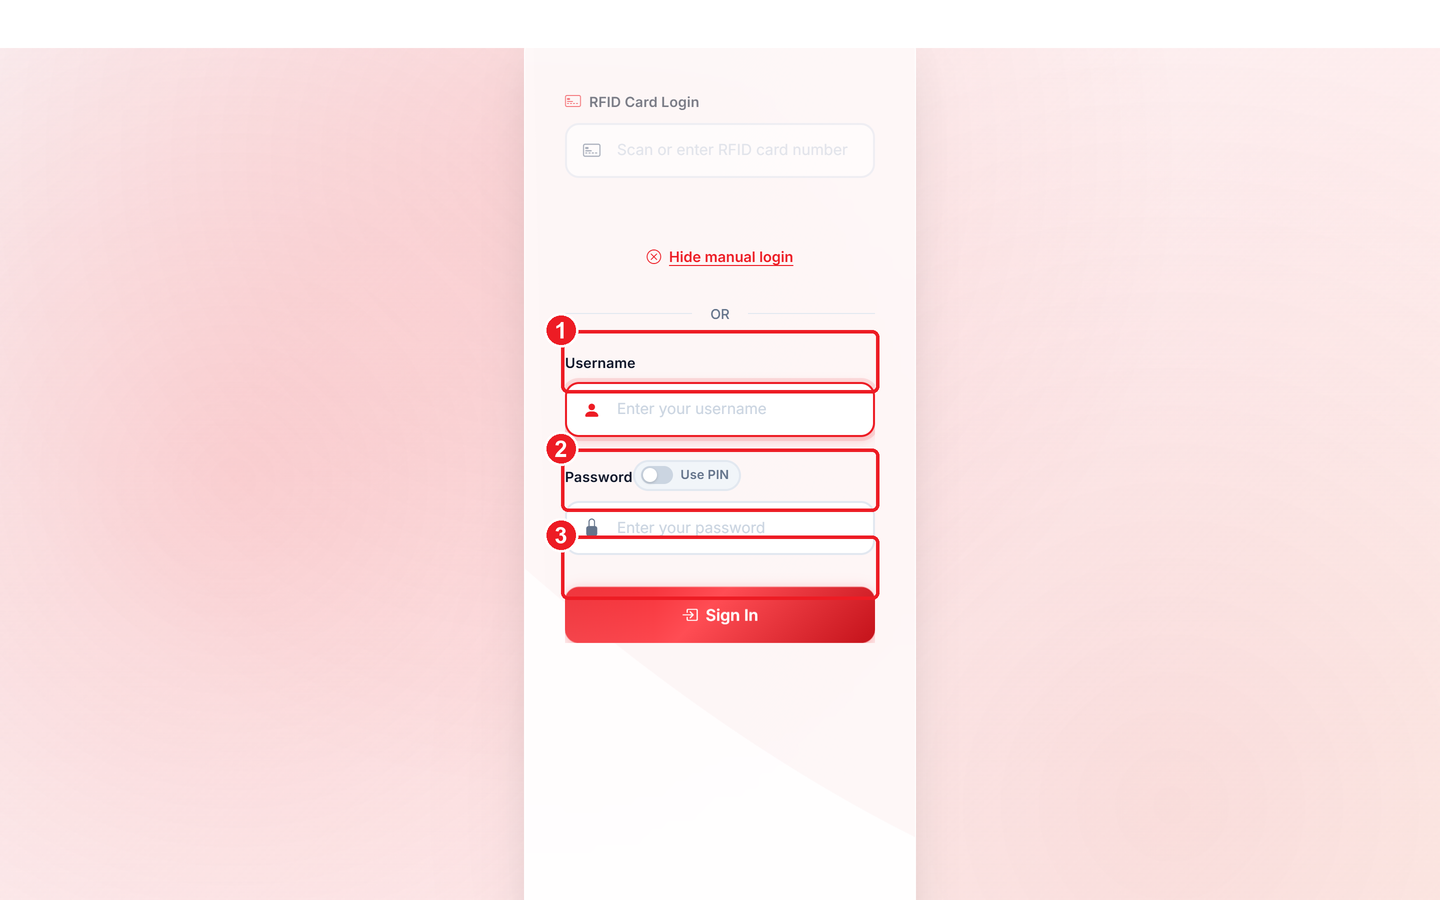 RFID Card Login
Scan or enter RFID card number
Hide manual login
OR
1
Username
Enter your username
2
Password Use PIN
Enter your password
3
Sign In